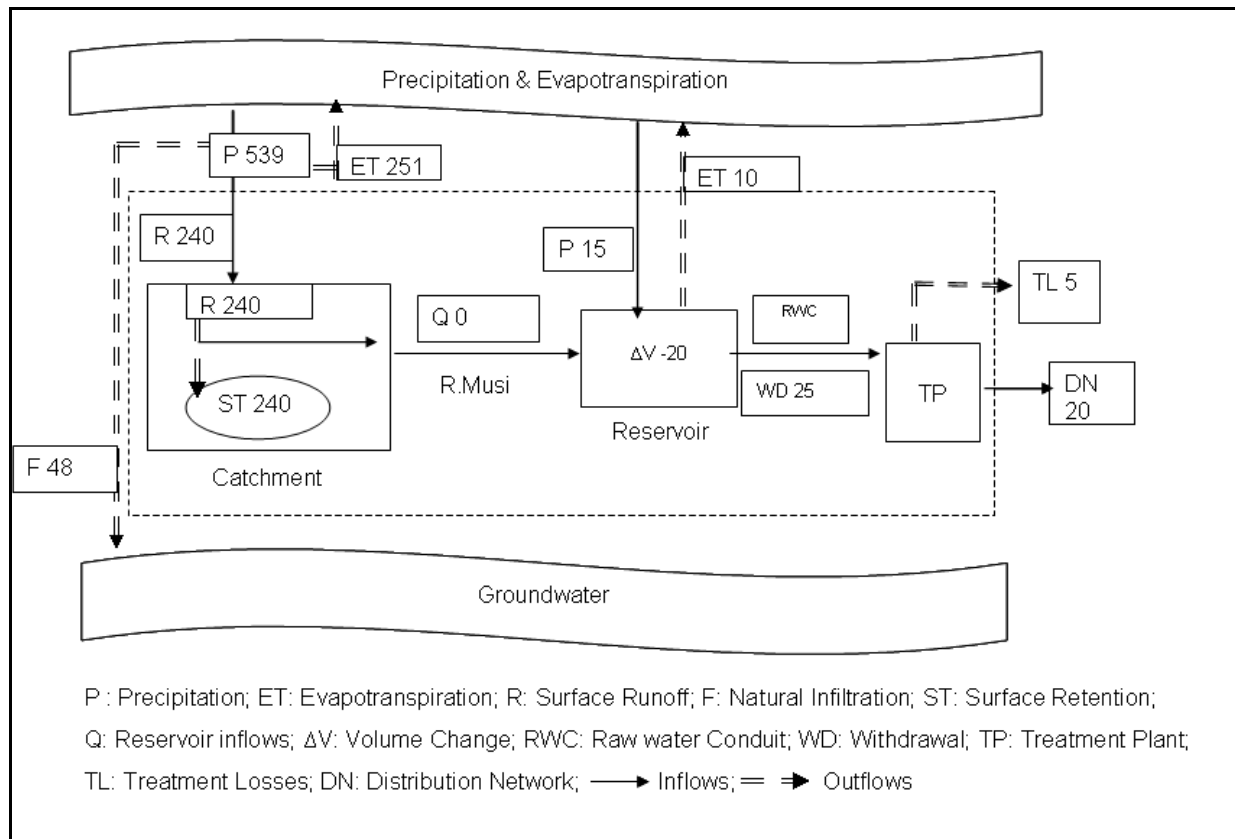 Precipitation & Evapotranspiration
P 539
ET 251
ET 10
R 240
P 15
TL 5
R 240
Q 0
RWC
ΔV -20
R.Musi
WD 25
TP
DN
20
ST 240
Reservoir
F 48
Catchment
Groundwater
P : Precipitation; ET: Evapotranspiration; R: Surface Runoff; F: Natural Infiltration; ST: Surface Retention;
Q: Reservoir inflows; ΔV: Volume Change; RWC: Raw water Conduit; WD: Withdrawal; TP: Treatment Plant;
TL: Treatment Losses; DN: Distribution Network; Inflows; Outflows